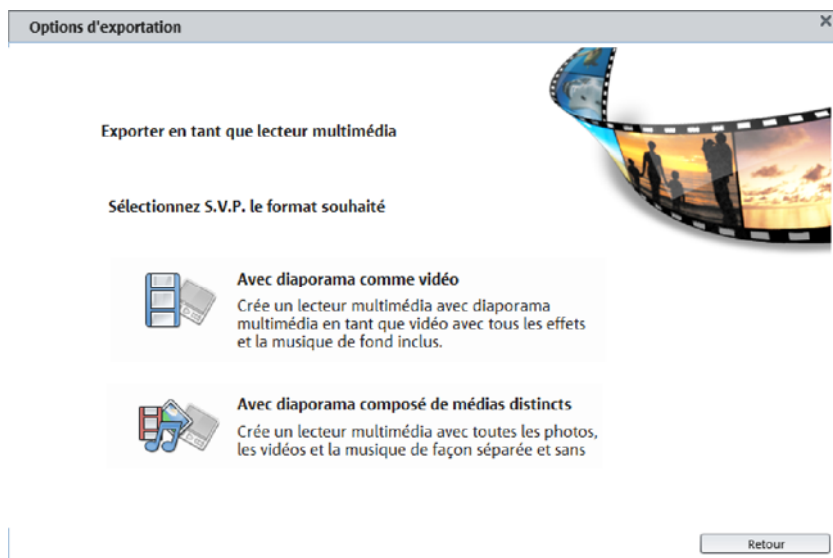 Options d'exportation
Exporter en tant que lecteur multimédia
Sélectionnez S.V.P. le format souhaité
Avec diaporama comme vidéo
Crée un lecteur multimédia avec diaporama
multimédia en tant que vidéo avec tous les effets
et la musique de fond inclus.
Avec diaporama composé de médias distincts
Crée un lecteur multimédia avec toutes les photos,
les vidéos et la musique de façon séparée et sans
Retour